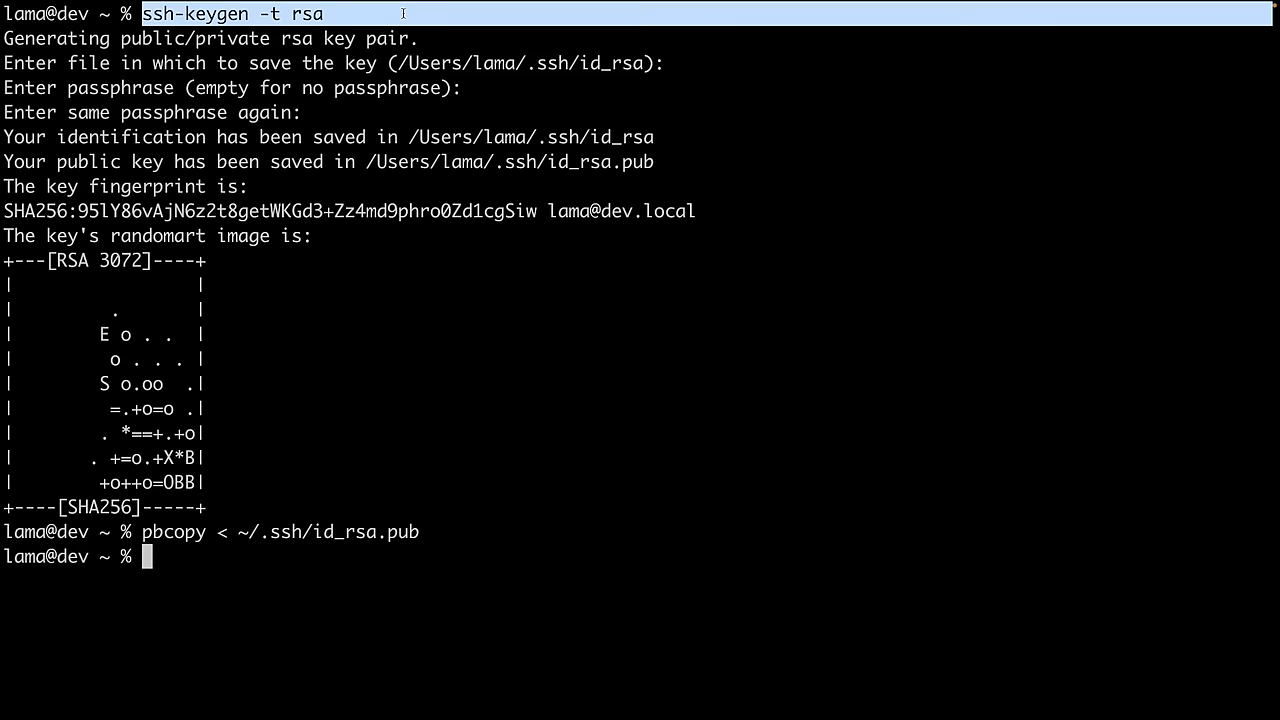 lama@dev ~ % ssh-keygen -t rsa
Generating public/private rsa key pair.
Enter file in which to save the key (/Users/lama/.ssh/id_rsa):
Enter passphrase (empty for no passphrase):
Enter same passphrase again:
Your identification has been saved in /Users/lama/.ssh/id_rsa
Your public key has been saved in /Users/lama/.ssh/id_rsa.pub
The key fingerprint is:
SHA256:95lY86vAjN6z2t8getWKGd3+Zz4md9phro0Zd1cgSiw lama@dev.local
The key's randomart image is:
+---[RSA 3072]----+
|                 |
|         .       |
|        E o . .  |
|         o . . . |
|        S o.oo  .|
|         =.+o=o .|
|        . *==+.+o|
|       . +=o.+X*B|
|        +o++o=OBB|
+----[SHA256]-----+
lama@dev ~ % pbcopy < ~/.ssh/id_rsa.pub
lama@dev ~ %